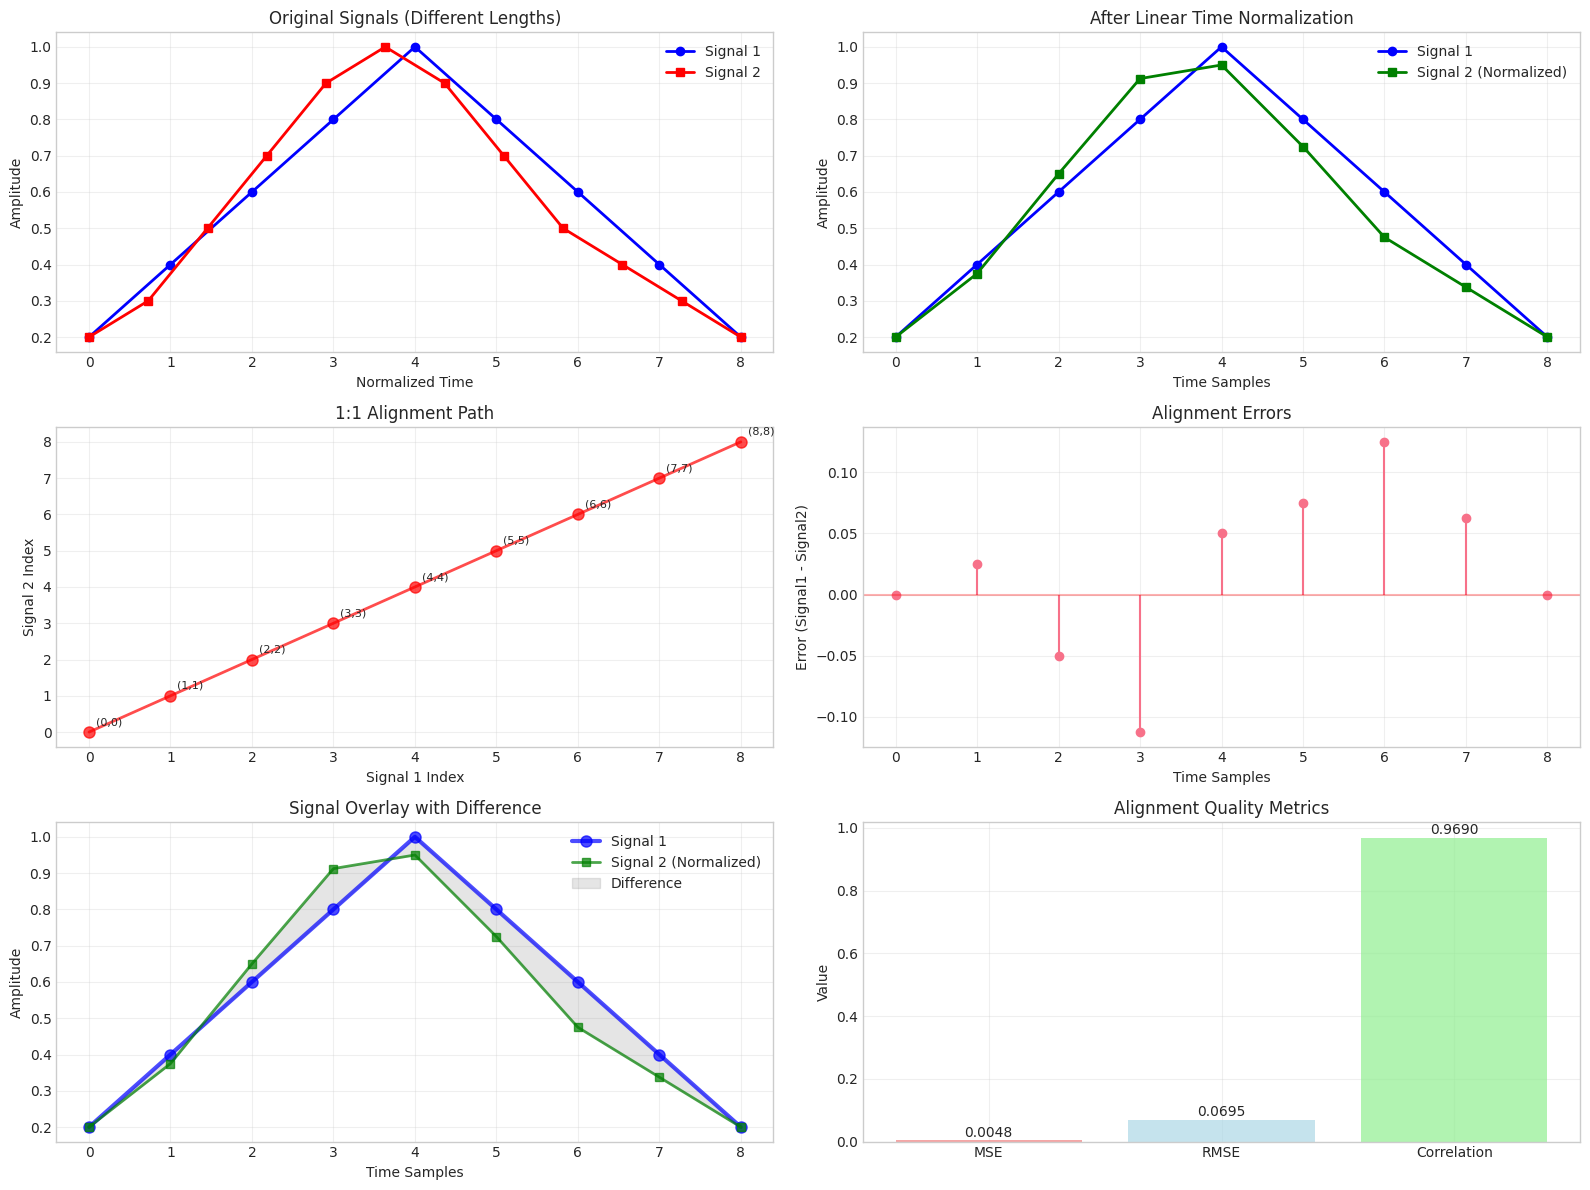 Original Signals (Different Lengths)
Amplitude
1.0
0.9
0.8
0.7
0.6
0.5
0.4
0.3
0.2
Signal 1
Signal 2
0 1 2 3 4 5 6 7 8
Normalized Time
After Linear Time Normalization
Amplitude
1.0
0.9
0.8
0.7
0.6
0.5
0.4
0.3
0.2
Signal 1
Signal 2 (Normalized)
0 1 2 3 4 5 6 7 8
Time Samples
1:1 Alignment Path
Signal 2 Index
8
7
6
5
4
3
2
1
0
(8,8)
(7,7)
(6,6)
(5,5)
(4,4)
(3,3)
(2,2)
(1,1)
(0,0)
0 1 2 3 4 5 6 7 8
Signal 1 Index
Alignment Errors
Error (Signal1 - Signal2)
0.10
0.05
0.00
−0.05
−0.10
0 1 2 3 4 5 6 7 8
Time Samples
Signal Overlay with Difference
Amplitude
1.0
0.9
0.8
0.7
0.6
0.5
0.4
0.3
0.2
Signal 1
Signal 2 (Normalized)
Difference
0 1 2 3 4 5 6 7 8
Time Samples
Alignment Quality Metrics
Value
1.0
0.8
0.6
0.4
0.2
0.0
0.0048
0.0695
0.9690
MSE RMSE Correlation